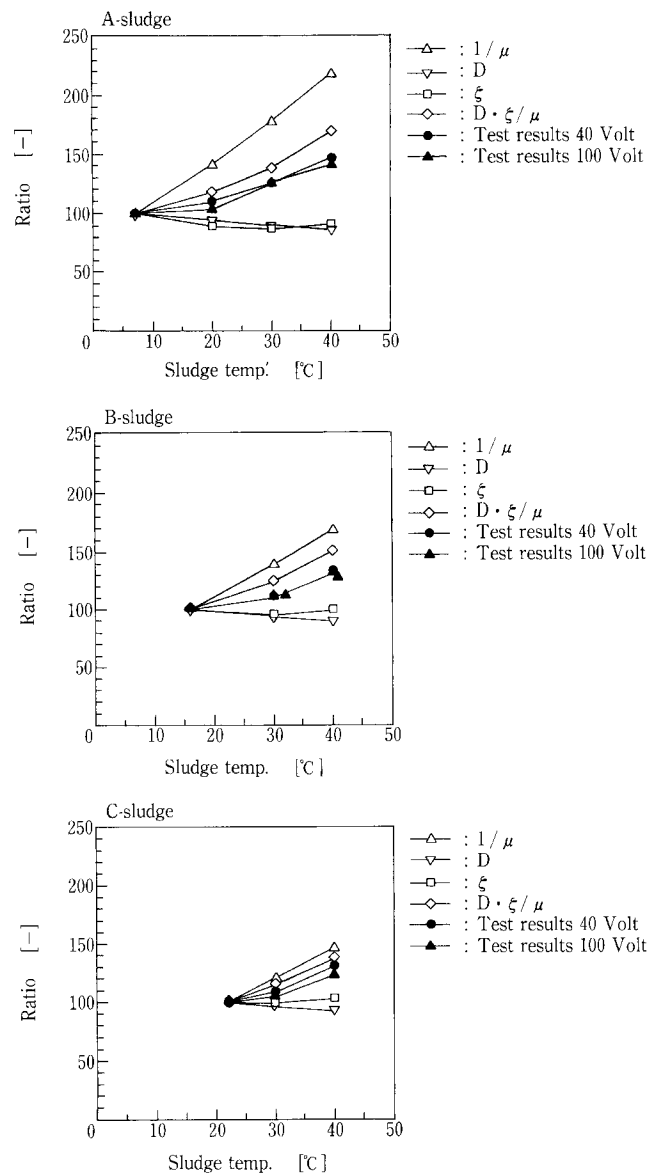 A-sludge
250
200
150
100
50
0
10
20
30
40
50
Ratio [-]
Sludge temp. [℃]
: 1/μ
: D
: ζ
: D・ζ/μ
: Test results 40 Volt
: Test results 100 Volt
B-sludge
250
200
150
100
50
0
10
20
30
40
50
Ratio [-]
Sludge temp. [℃]
: 1/μ
: D
: ζ
: D・ζ/μ
: Test results 40 Volt
: Test results 100 Volt
C-sludge
250
200
150
100
50
0
10
20
30
40
50
Ratio [-]
Sludge temp. [℃]
: 1/μ
: D
: ζ
: D・ζ/μ
: Test results 40 Volt
: Test results 100 Volt